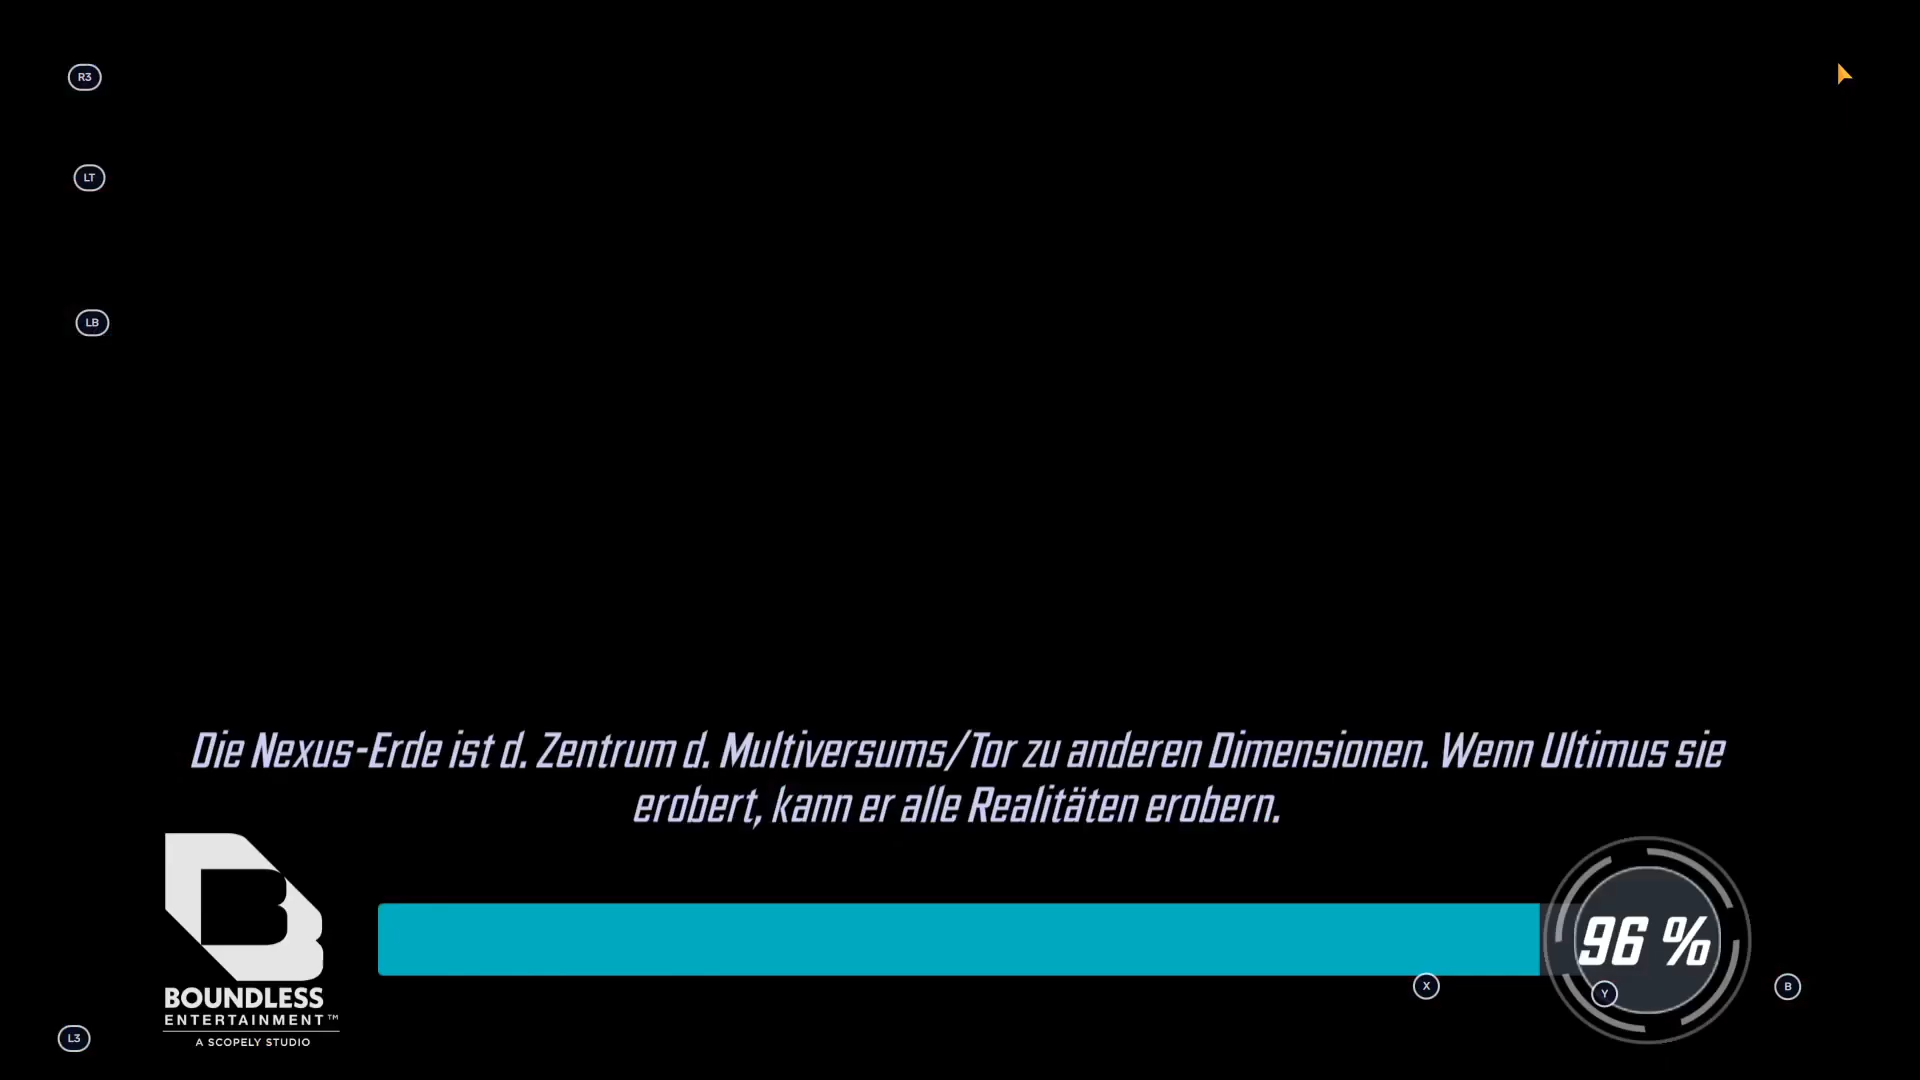 R3
LT
LB
Die Nexus-Erde ist d. Zentrum d. Multiversums/Tor zu anderen Dimensionen. Wenn Ultimus sie
erobert, kann er alle Realitäten erobern.
96 %
X
Y
B
BOUNDLESS
ENTERTAINMENT™
A SCOPELY STUDIO
L3